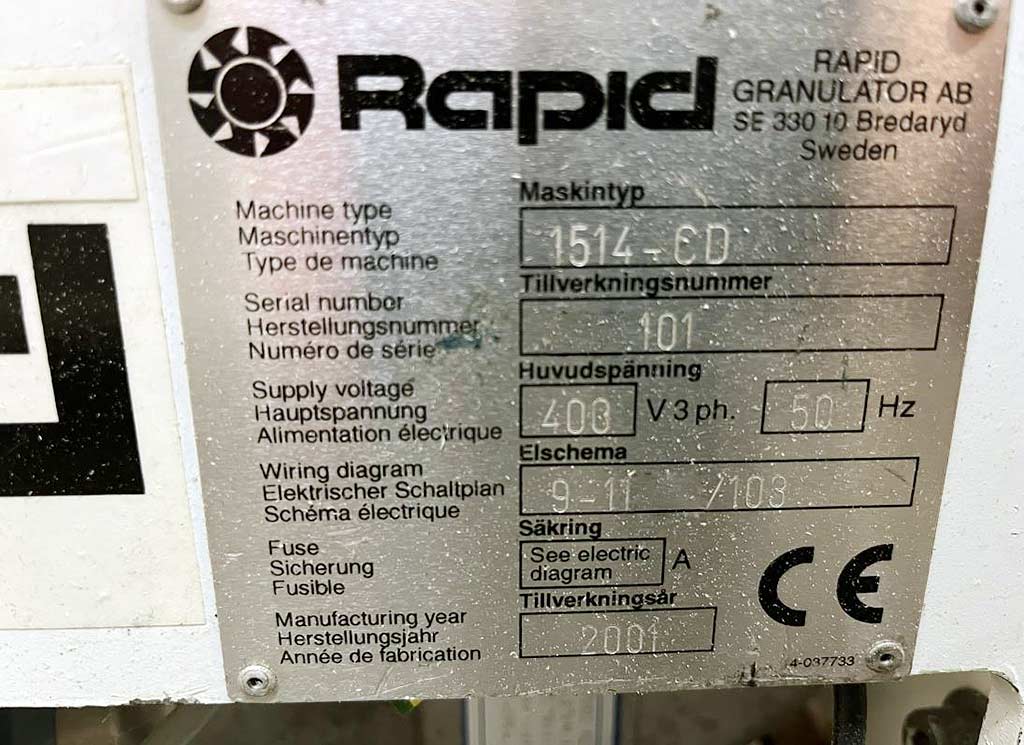 Rapid
RAPID
GRANULATOR AB
SE 330 10 Bredaryd
Sweden
Maskintyp
Machine type
Maschinentyp
Type de machine
1514-CD
Tillverkningsnummer
Serial number
Herstellungsnummer
Numéro de série
101
Huvudspänning
Supply voltage
Hauptspannung
Alimentation électrique
400 V 3 ph. 50 Hz
Elschema
Wiring diagram
Elektrischer Schaltplan
Schéma électrique
9-11 /103
Säkring
Fuse
Sicherung
Fusible
See electric
diagram
A
CE
Tillverkningsår
Manufacturing year
Herstellungsjahr
Année de fabrication
2001
4-037733